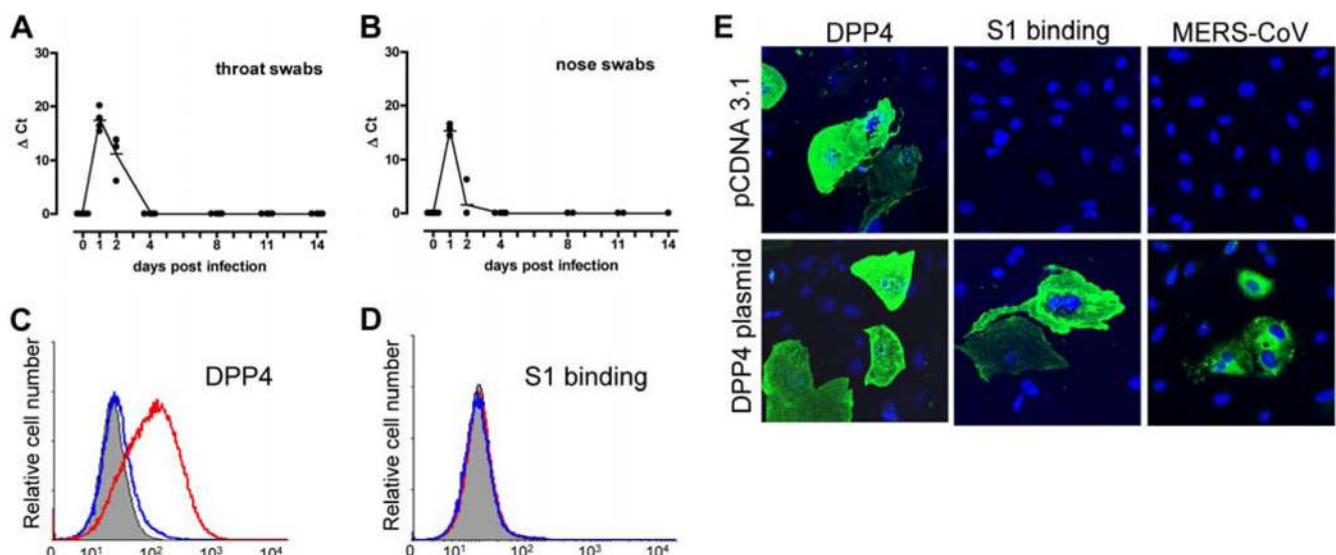 A
throat swabs
Δ Ct
30
20
10
0
0 1 2 4 8 11 14
days post infection
B
nose swabs
Δ Ct
30
20
10
0
0 1 2 4 8 11 14
days post infection
C
DPP4
Relative cell number
0 10¹ 10² 10³ 10⁴
D
S1 binding
Relative cell number
0 10¹ 10² 10³ 10⁴
E
DPP4 S1 binding MERS-CoV
pCDNA 3.1
DPP4 plasmid